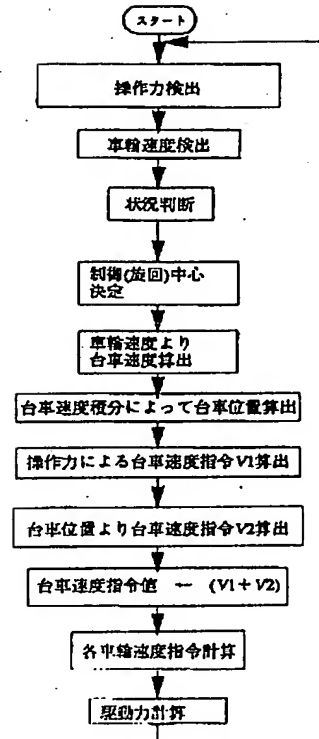 スタート
操作力検出
車輪速度検出
状況判断
制御(旋回)中心
決定
車輪速度より
台車速度算出
台車速度積分によって台車位置算出
操作力による台車速度指令V1算出
台車位置より台車速度指令V2算出
台車速度指令値 ← (V1+V2)
各車輪速度指令計算
駆動力計算